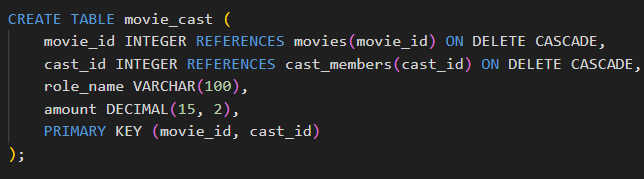 CREATE TABLE movie_cast (
    movie_id INTEGER REFERENCES movies(movie_id) ON DELETE CASCADE,
    cast_id INTEGER REFERENCES cast_members(cast_id) ON DELETE CASCADE,
    role_name VARCHAR(100),
    amount DECIMAL(15, 2),
    PRIMARY KEY (movie_id, cast_id)
);